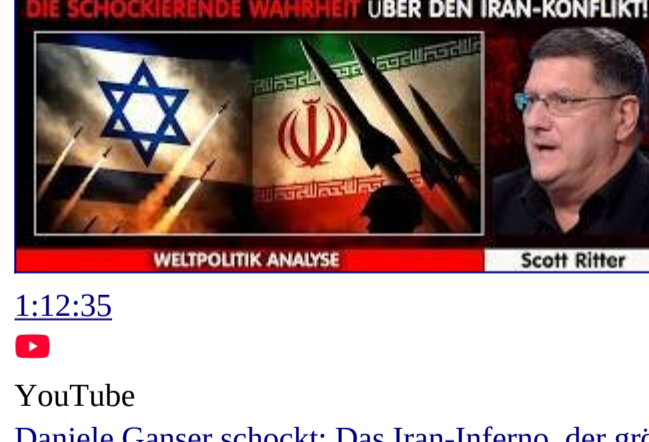 DIE SCHOCKIERENDE WAHRHEIT ÜBER DEN IRAN-KONFLIKT!
WELTPOLITIK ANALYSE
Scott Ritter
1:12:35
YouTube
Daniele Ganser schockt: Das Iran-Inferno, der grö